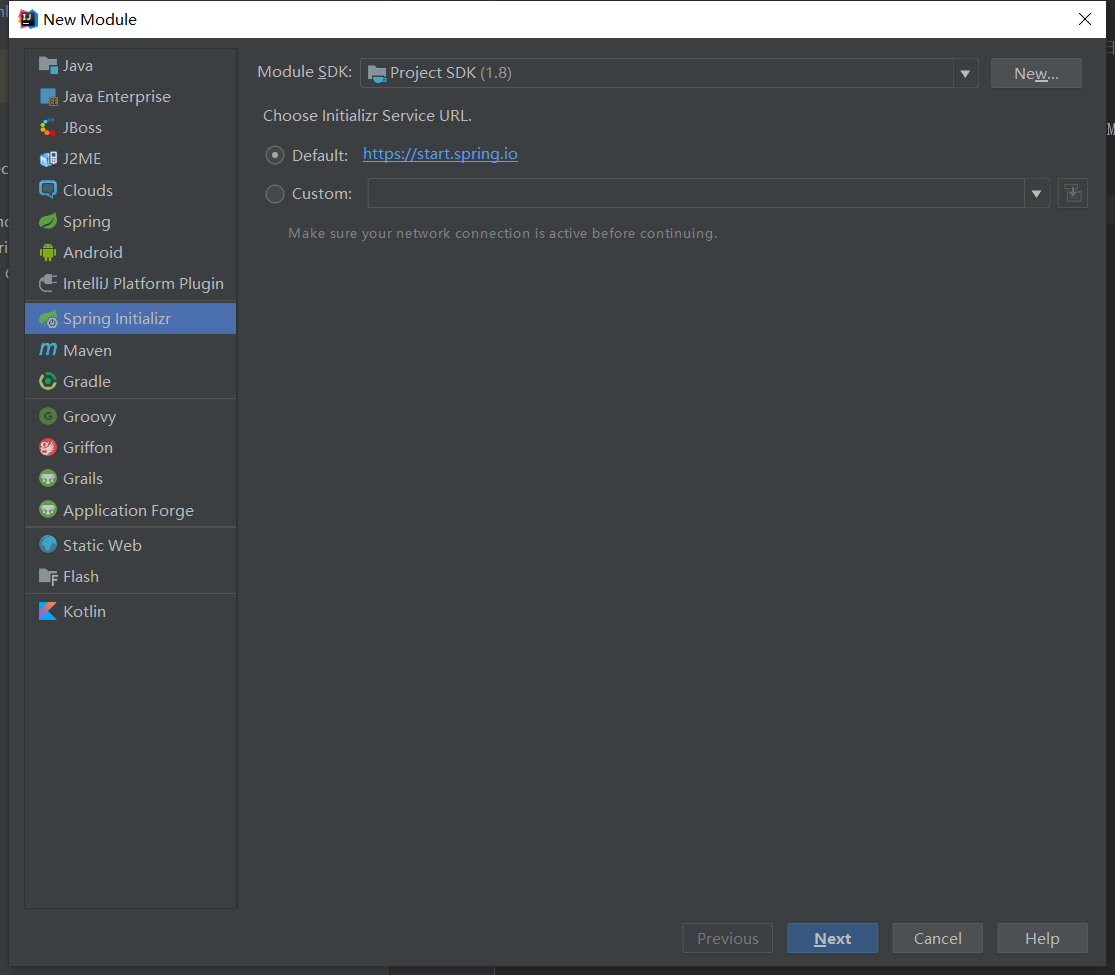 New Module
Java
Java Enterprise
JBoss
J2ME
Clouds
Spring
Android
IntelliJ Platform Plugin
Spring Initializr
Maven
Gradle
Groovy
Griffon
Grails
Application Forge
Static Web
Flash
Kotlin
Module SDK: Project SDK (1.8) New...
Choose Initializr Service URL.
Default: https://start.spring.io
Custom:
Make sure your network connection is active before continuing.
Previous Next Cancel Help